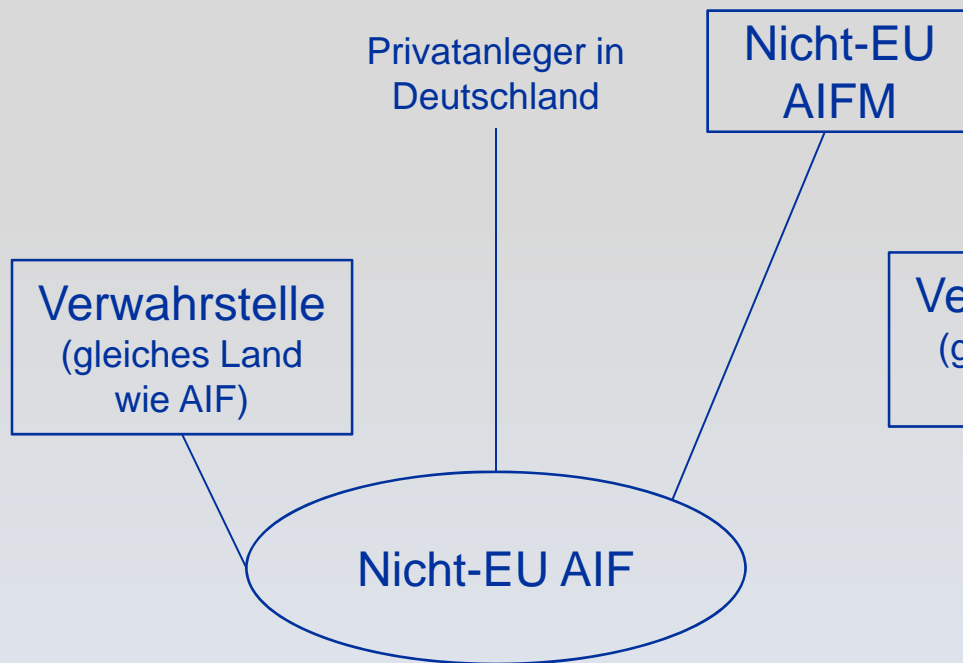 Privatanleger in
Deutschland
Nicht-EU
AIFM
Verwahrstelle
(gleiches Land
wie AIF)
Nicht-EU AIF